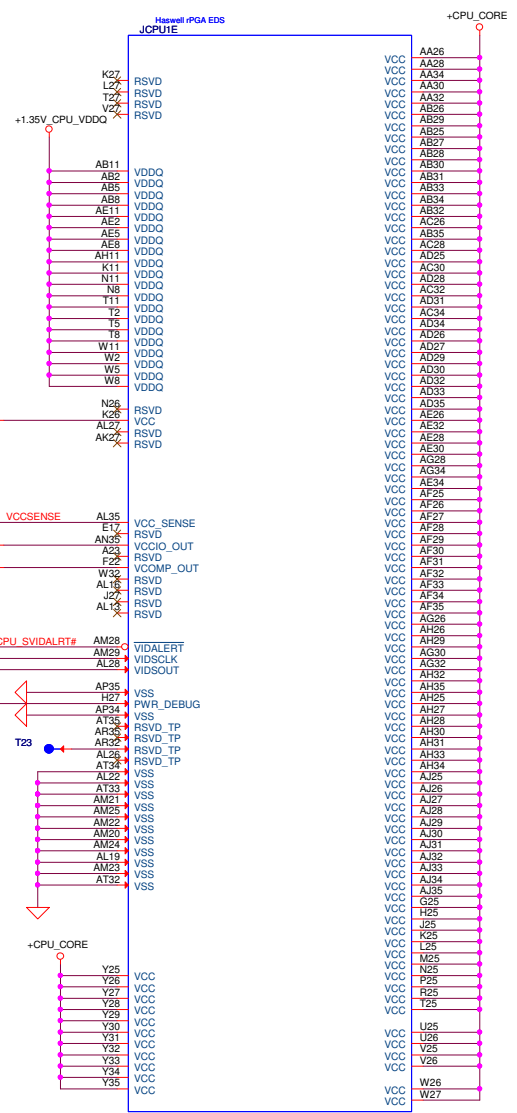 Haswell rPGA EDS
JCPU1E
K27 RSVD
L27 RSVD
T27 RSVD
V27 RSVD
+1.35V_CPU_VDDQ
AB11 VDDQ
AB2 VDDQ
AB5 VDDQ
AB8 VDDQ
AE11 VDDQ
AE2 VDDQ
AE5 VDDQ
AE8 VDDQ
AH11 VDDQ
K11 VDDQ
N11 VDDQ
N8 VDDQ
T11 VDDQ
T2 VDDQ
T5 VDDQ
T8 VDDQ
W11 VDDQ
W2 VDDQ
W5 VDDQ
W8 VDDQ
N26 RSVD
K26 VCC
AL27 RSVD
AK27 RSVD
VCCSENSE AL35 VCC_SENSE
E17 RSVD
AN35 VCCIO_OUT
A23 RSVD
F22 VCOMP_OUT
W32 RSVD
AL16 RSVD
J27 RSVD
AL13 RSVD
CPU_SVIDALRT# AM28 VIDALERT
AM29 VIDSCLK
AL28 VIDSOUT
AP35 VSS
H27 PWR_DEBUG
AP34 VSS
AT35 RSVD_TP
AR35 RSVD_TP
T23 AR32 RSVD_TP
AL26 RSVD_TP
AT34 VSS
AL22 VSS
AT33 VSS
AM21 VSS
AM25 VSS
AM22 VSS
AM20 VSS
AM24 VSS
AL19 VSS
AM23 VSS
AT32 VSS
+CPU_CORE
Y25 VCC
Y26 VCC
Y27 VCC
Y28 VCC
Y29 VCC
Y30 VCC
Y31 VCC
Y32 VCC
Y33 VCC
Y34 VCC
Y35 VCC
+CPU_CORE
VCC AA26
VCC AA28
VCC AA34
VCC AA30
VCC AA32
VCC AB26
VCC AB29
VCC AB25
VCC AB27
VCC AB28
VCC AB30
VCC AB31
VCC AB33
VCC AB34
VCC AB32
VCC AC26
VCC AB35
VCC AC28
VCC AD25
VCC AC30
VCC AD28
VCC AC32
VCC AD31
VCC AC34
VCC AD34
VCC AD26
VCC AD27
VCC AD29
VCC AD30
VCC AD32
VCC AD33
VCC AD35
VCC AE26
VCC AE32
VCC AE28
VCC AE30
VCC AG28
VCC AG34
VCC AE34
VCC AF25
VCC AF26
VCC AF27
VCC AF28
VCC AF29
VCC AF30
VCC AF31
VCC AF32
VCC AF33
VCC AF34
VCC AF35
VCC AG26
VCC AH26
VCC AH29
VCC AG30
VCC AG32
VCC AH32
VCC AH35
VCC AH25
VCC AH27
VCC AH28
VCC AH30
VCC AH31
VCC AH33
VCC AH34
VCC AJ25
VCC AJ26
VCC AJ27
VCC AJ28
VCC AJ29
VCC AJ30
VCC AJ31
VCC AJ32
VCC AJ33
VCC AJ34
VCC AJ35
VCC G25
VCC H25
VCC J25
VCC K25
VCC L25
VCC M25
VCC N25
VCC P25
VCC R25
VCC T25
VCC U25
VCC U26
VCC V25
VCC V26
VCC W26
VCC W27